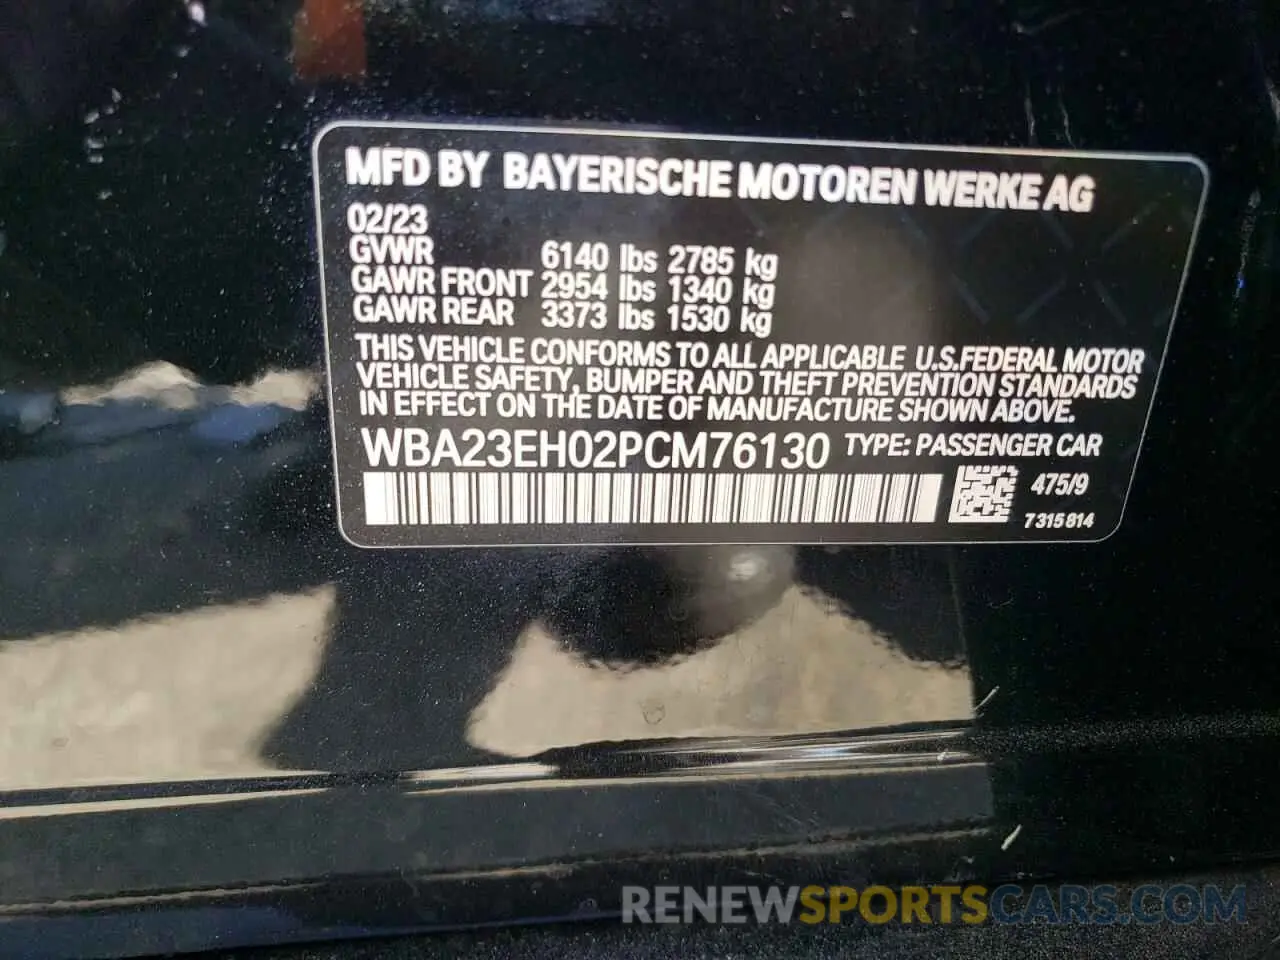 MFD BY BAYERISCHE MOTOREN WERKE AG
02/23
GVWR 6140 lbs 2785 kg
GAWR FRONT 2954 lbs 1340 kg
GAWR REAR 3373 lbs 1530 kg
THIS VEHICLE CONFORMS TO ALL APPLICABLE U.S.FEDERAL MOTOR
VEHICLE SAFETY, BUMPER AND THEFT PREVENTION STANDARDS
IN EFFECT ON THE DATE OF MANUFACTURE SHOWN ABOVE.
WBA23EH02PCM76130 TYPE: PASSENGER CAR
475/9
7315814
RENEWSPORTSCARS.COM